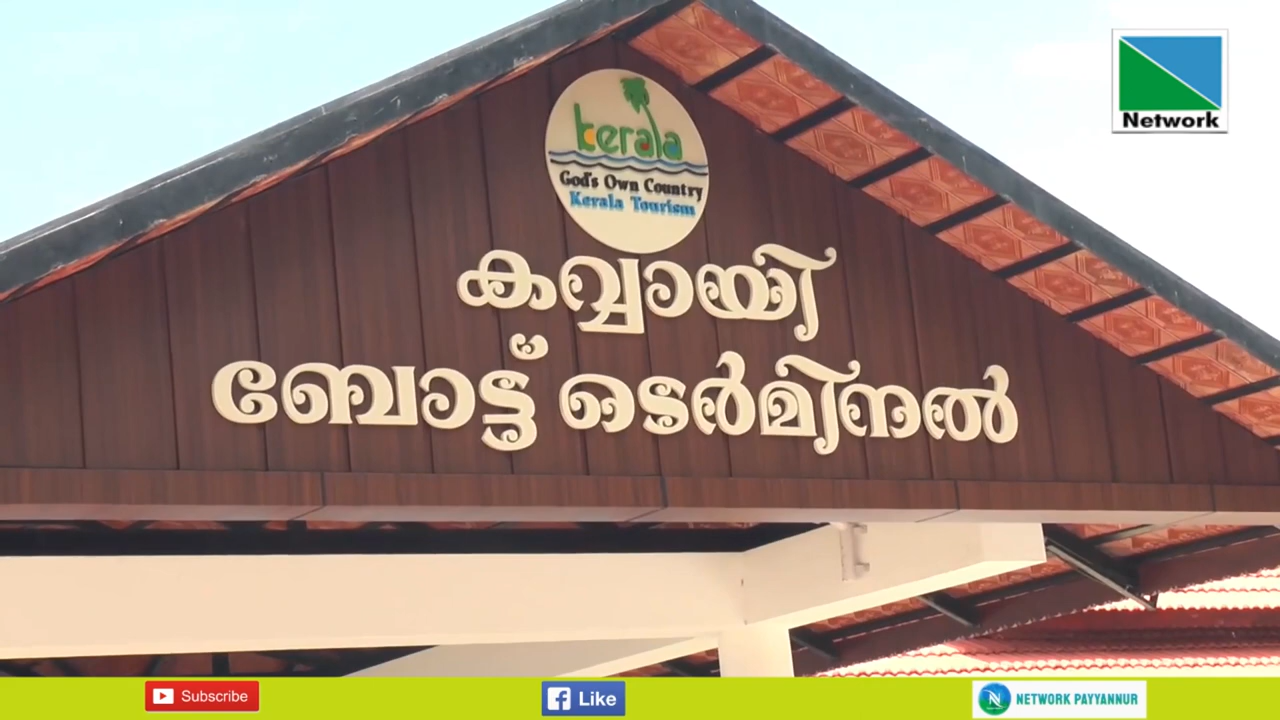 Network
kerala
God's Own Country
Kerala Tourism
കവ്വായി
ബോട്ട് ടെർമിനൽ
Subscribe
Like
NETWORK PAYYANNUR